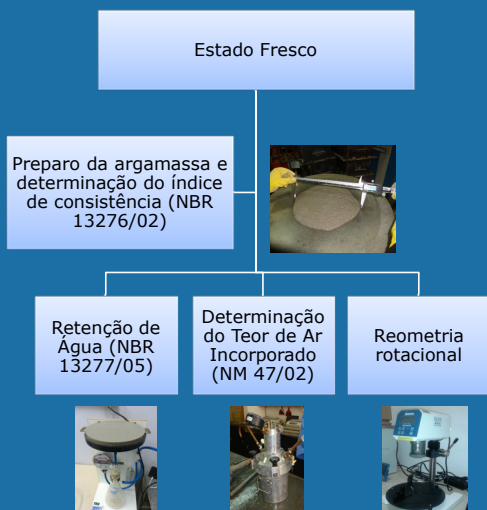 Estado Fresco
Preparo da argamassa e
determinação do índice
de consistência (NBR
13276/02)
Retenção de
Água (NBR
13277/05)
Determinação
do Teor de Ar
Incorporado
(NM 47/02)
Reometria
rotacional